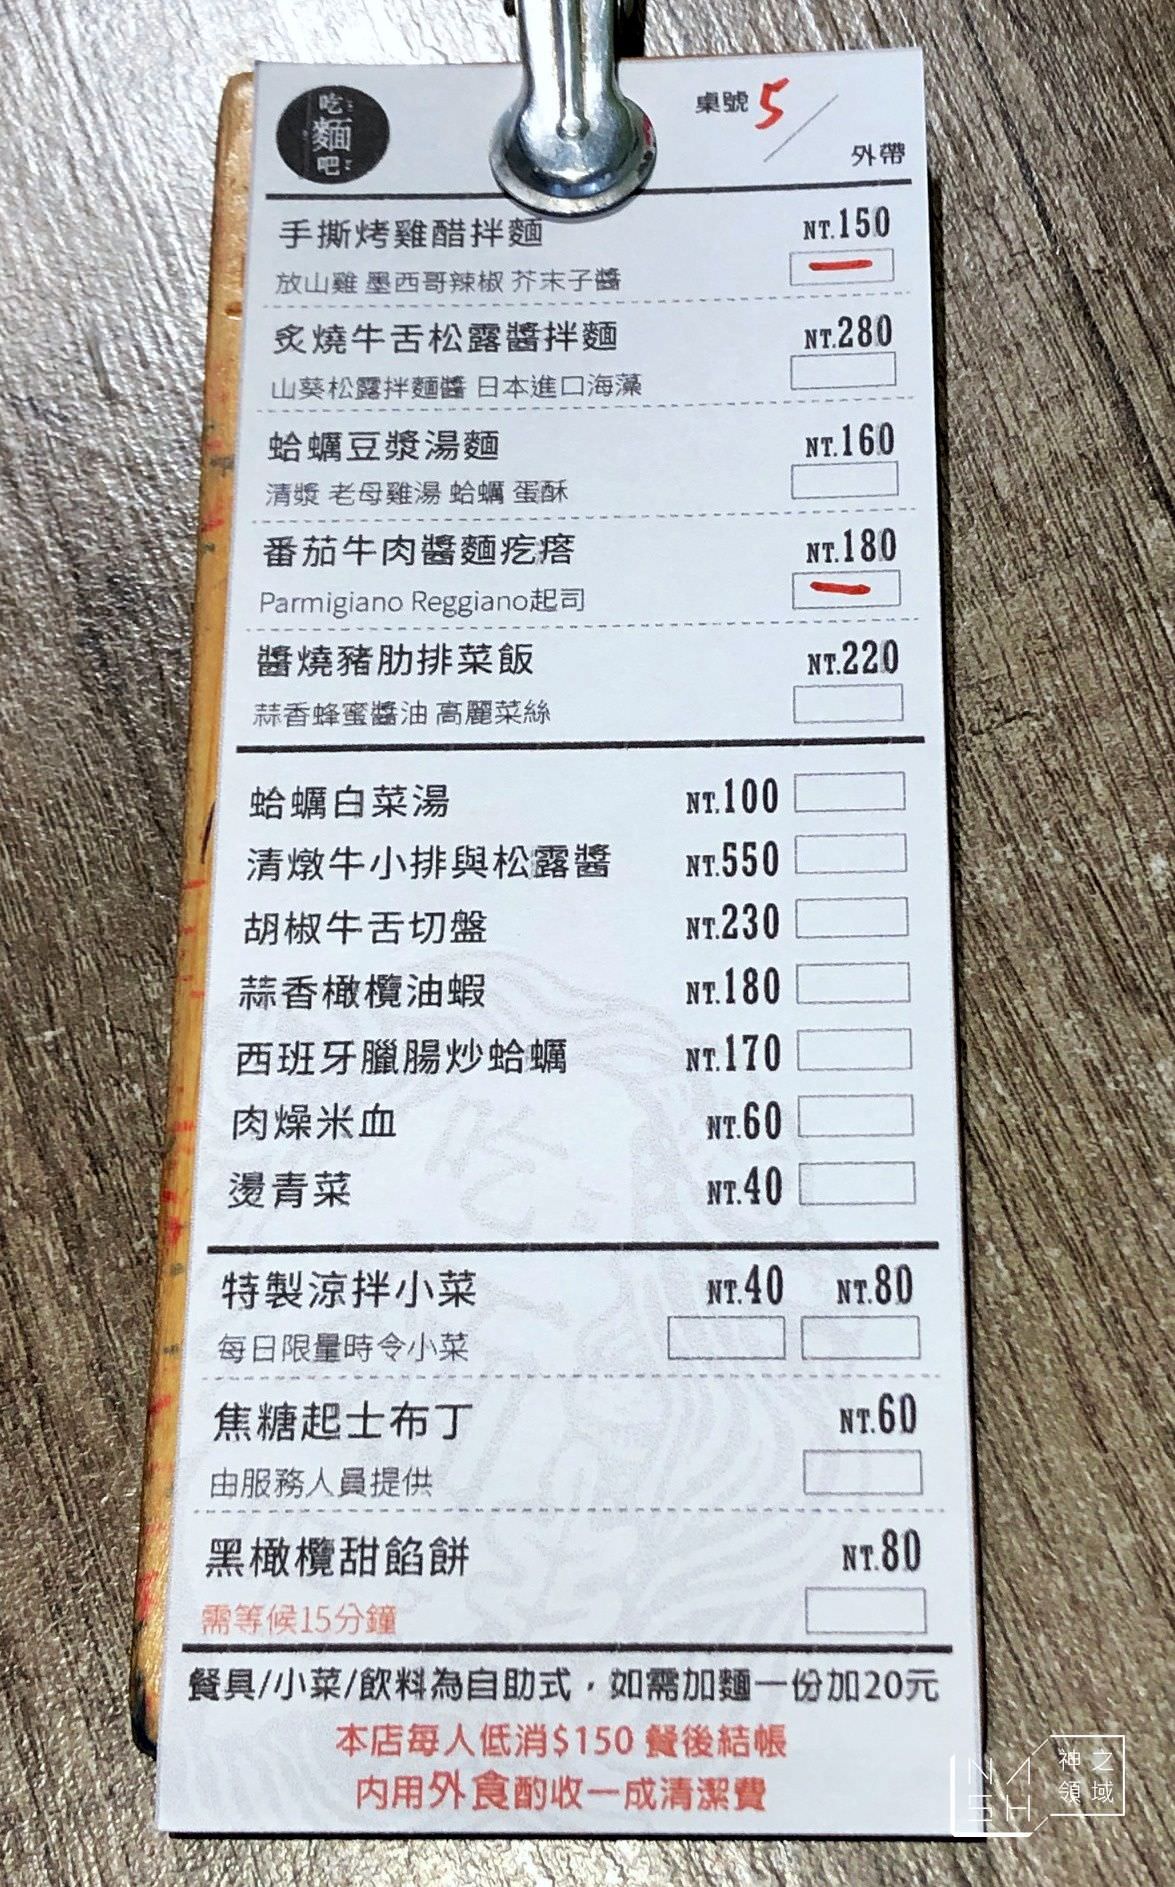 吃麵吧
桌號 5
外帶
手撕烤雞醋拌麵 NT.150
放山雞 墨西哥辣椒 芥末子醬
炙燒牛舌松露醬拌麵 NT.280
山葵松露拌麵醬 日本進口海藻
蛤蠣豆漿湯麵 NT.160
清漿 老母雞湯 蛤蠣 蛋酥
番茄牛肉醬麵疙瘩 NT.180
Parmigiano Reggiano起司
醬燒豬肋排菜飯 NT.220
蒜香蜂蜜醬油 高麗菜絲
蛤蠣白菜湯 NT.100
清燉牛小排與松露醬 NT.550
胡椒牛舌切盤 NT.230
蒜香橄欖油蝦 NT.180
西班牙臘腸炒蛤蠣 NT.170
肉燥米血 NT.60
燙青菜 NT.40
特製涼拌小菜 NT.40 NT.80
每日限量時令小菜
焦糖起士布丁 NT.60
由服務人員提供
黑橄欖甜餡餅 NT.80
需等候15分鐘
餐具/小菜/飲料為自助式，如需加麵一份加20元
本店每人低消$150 餐後結帳
内用外食酌收一成清潔費
NASH 神之領域